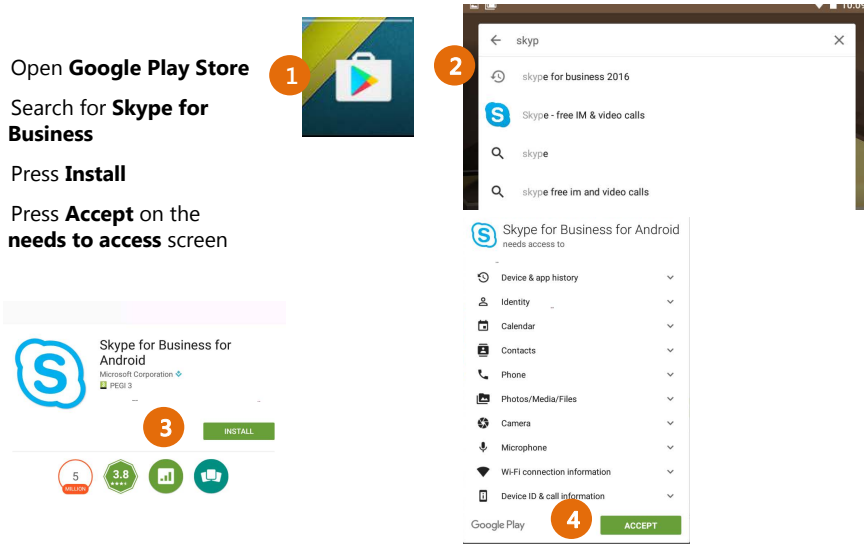 Open Google Play Store
Search for Skype for
Business
Press Install
Press Accept on the
needs to access screen
1
2
10:09
skyp
skype for business 2016
Skype - free IM & video calls
skype
skype free im and video calls
Skype for Business for
Android
Microsoft Corporation
PEGI 3
3
INSTALL
5
MILLION
3.8
Skype for Business for Android
needs access to
Device & app history
Identity
Calendar
Contacts
Phone
Photos/Media/Files
Camera
Microphone
Wi-Fi connection information
Device ID & call information
Google Play
4
ACCEPT